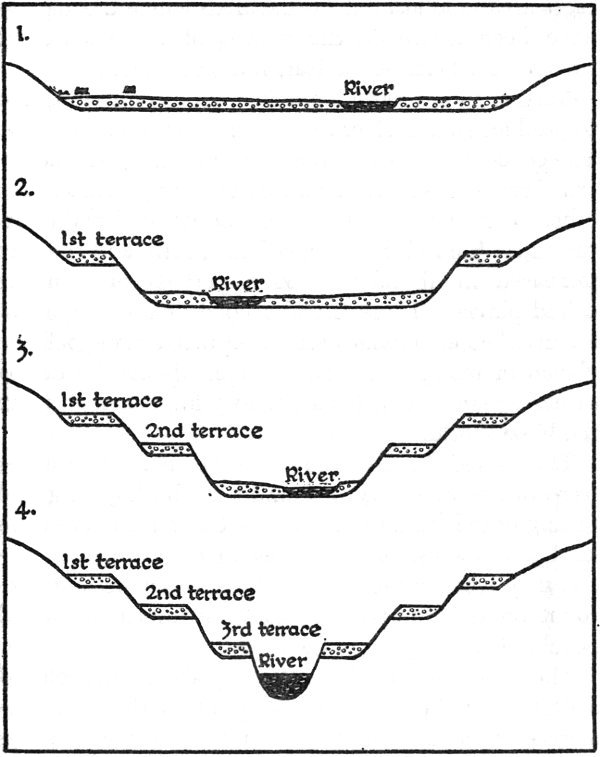 1.
River
2.
1st terrace
River
3.
1st terrace
2nd terrace
River
4.
1st terrace
2nd terrace
3rd terrace
River